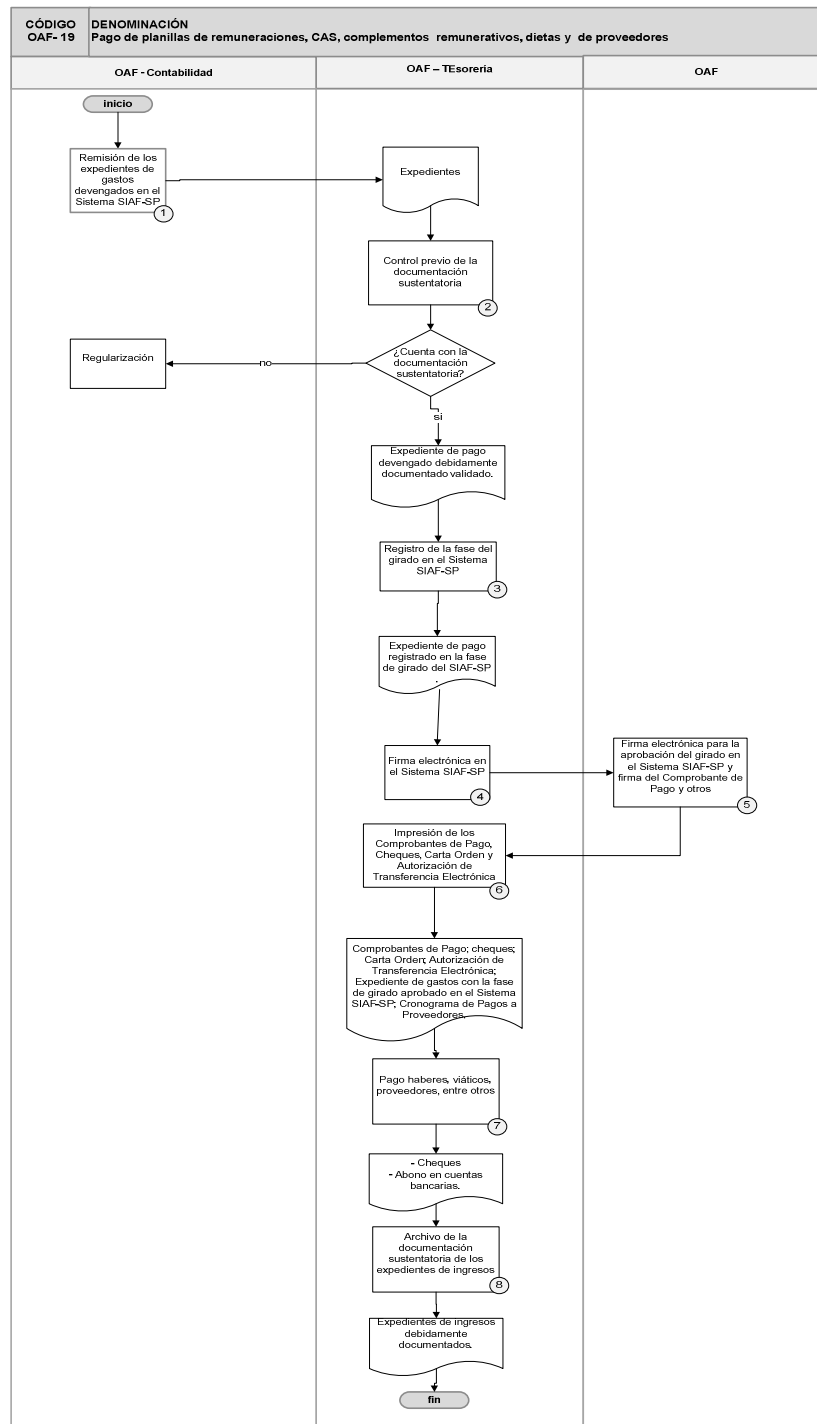 CÓDIGO
OAF- 19
DENOMINACIÓN
Pago de planillas de remuneraciones, CAS, complementos remunerativos, dietas y de proveedores
OAF - Contabilidad
OAF – TEsoreria
OAF
inicio
Remisión de los
expedientes de
gastos
devengados en el
Sistema SIAF-SP
1
Expedientes
Control previo de la
documentación
sustentatoria
2
¿Cuenta con la
documentación
sustentatoria?
no
Regularización
si
Expediente de pago
devengado debidamente
documentado validado.
Registro de la fase del
girado en el Sistema
SIAF-SP
3
Expediente de pago
registrado en la fase
de girado del SIAF-SP
.
Firma electrónica en
el Sistema SIAF-SP
4
Firma electrónica para la
aprobación del girado en
el Sistema SIAF-SP y
firma del Comprobante de
Pago y otros
5
Impresión de los
Comprobantes de Pago,
Cheques, Carta Orden y
Autorización de
Transferencia Electrónica
6
Comprobantes de Pago; cheques;
Carta Orden; Autorización de
Transferencia Electrónica;
Expediente de gastos con la fase
de girado aprobado en el Sistema
SIAF-SP; Cronograma de Pagos a
Proveedores.
Pago haberes, viáticos,
proveedores, entre otros
7
- Cheques
- Abono en cuentas
bancarias.
Archivo de la
documentación
sustentatoria de los
expedientes de ingresos
8
Expedientes de ingresos
debidamente
documentados.
fin